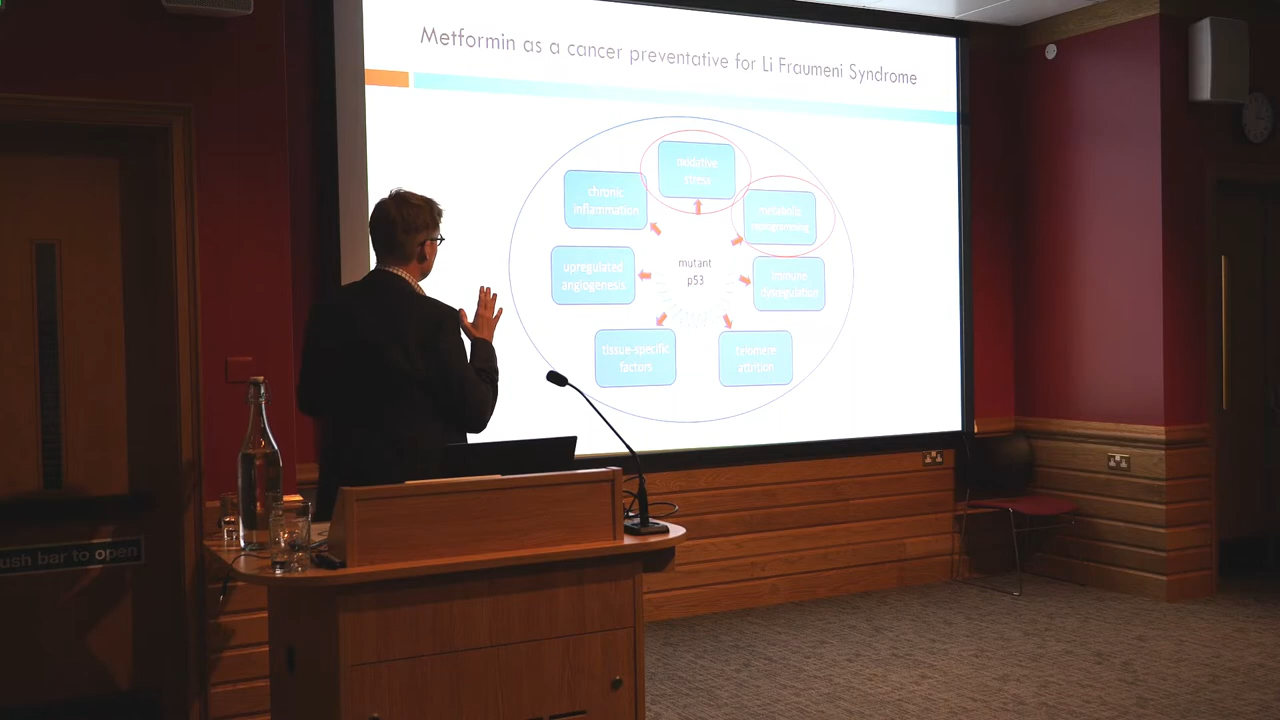 Metformin as a cancer preventative for Li Fraumeni Syndrome
oxidative
stress
chronic
inflammation
metabolic
reprogramming
upregulated
angiogenesis
mutant
p53
immune
dysregulation
tissue-specific
factors
telomere
attrition
ush bar to open